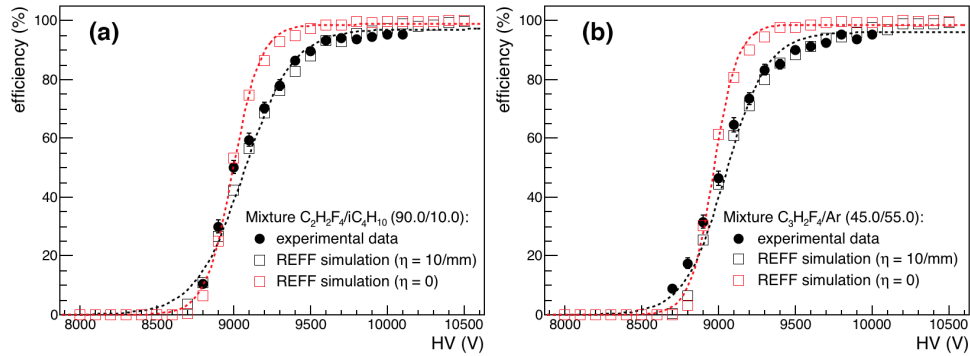 efficiency (%)
100
80
60
40
20
0
(a)
Mixture C₂H₂F₄/iC₄H₁₀ (90.0/10.0):
experimental data
REFF simulation (η = 10/mm)
REFF simulation (η = 0)
8000 8500 9000 9500 10000 10500
HV (V)
efficiency (%)
100
80
60
40
20
0
(b)
Mixture C₃H₂F₄/Ar (45.0/55.0):
experimental data
REFF simulation (η = 10/mm)
REFF simulation (η = 0)
8000 8500 9000 9500 10000 10500
HV (V)